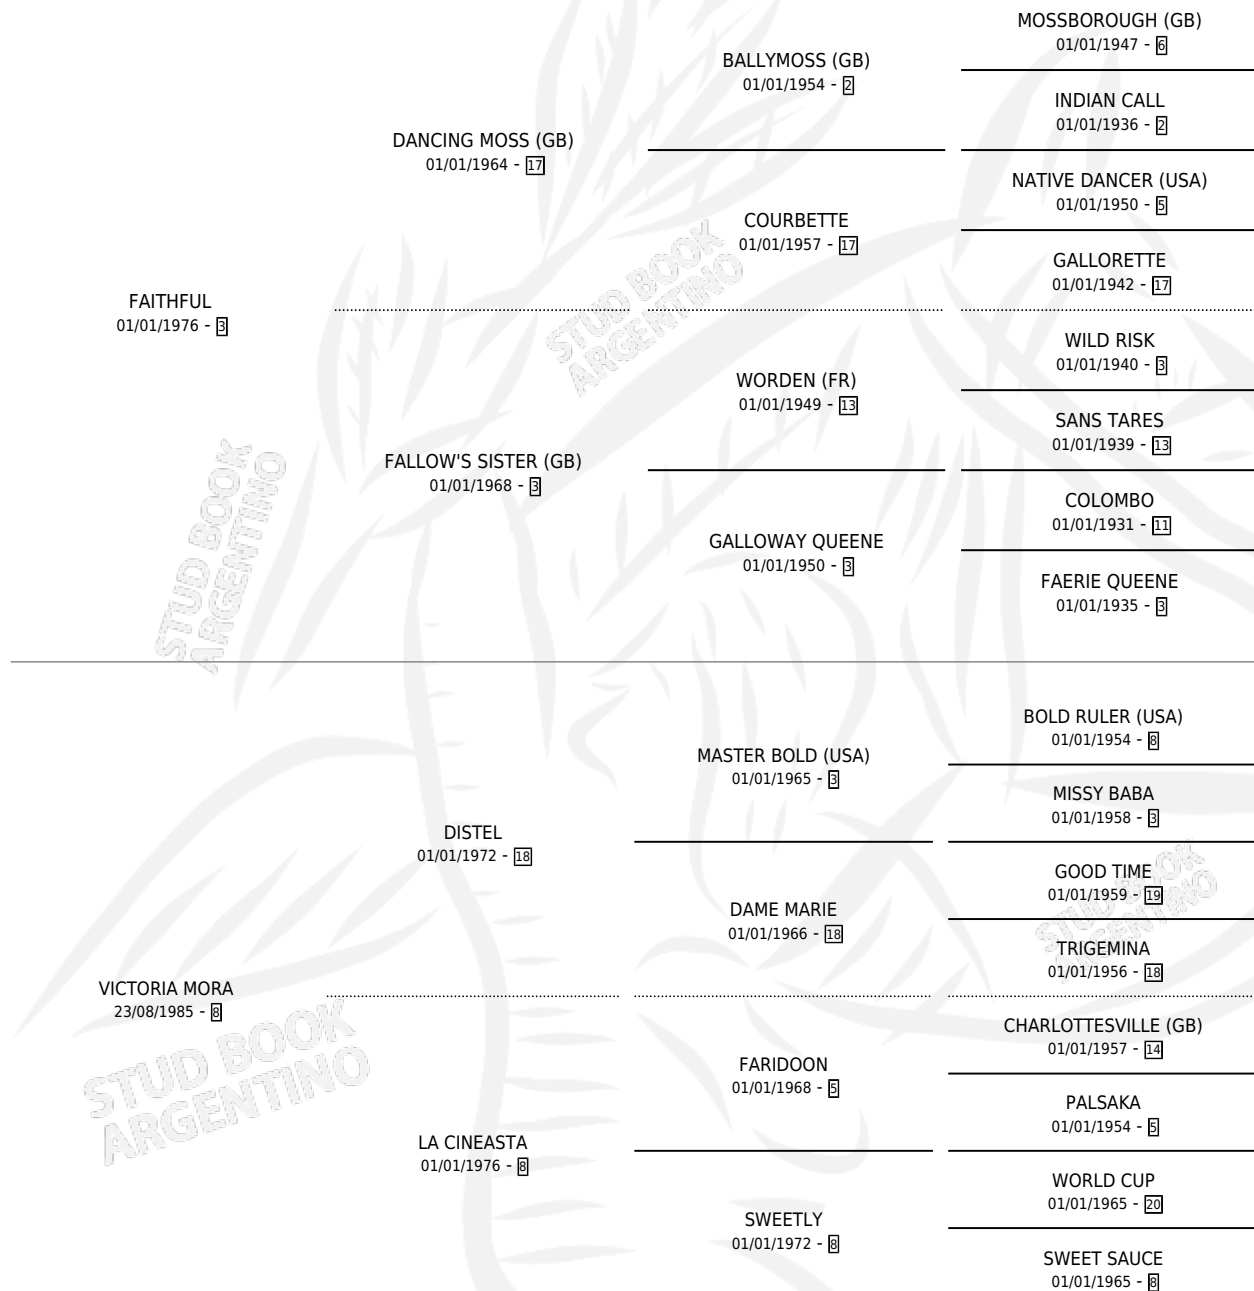 MOSSBOROUGH (GB)
01/01/1947 - 6
BALLYMOSS (GB)
01/01/1954 - 2
INDIAN CALL
01/01/1936 - 2
DANCING MOSS (GB)
01/01/1964 - 17
NATIVE DANCER (USA)
01/01/1950 - 5
COURBETTE
01/01/1957 - 17
GALLORETTE
01/01/1942 - 17
FAITHFUL
01/01/1976 - 3
WILD RISK
01/01/1940 - 3
WORDEN (FR)
01/01/1949 - 13
SANS TARES
01/01/1939 - 13
FALLOW'S SISTER (GB)
01/01/1968 - 3
COLOMBO
01/01/1931 - 11
GALLOWAY QUEENE
01/01/1950 - 3
FAERIE QUEENE
01/01/1935 - 3
BOLD RULER (USA)
01/01/1954 - 8
MASTER BOLD (USA)
01/01/1965 - 3
MISSY BABA
01/01/1958 - 3
DISTEL
01/01/1972 - 18
GOOD TIME
01/01/1959 - 19
DAME MARIE
01/01/1966 - 18
TRIGEMINA
01/01/1956 - 18
VICTORIA MORA
23/08/1985 - 8
CHARLOTTESVILLE (GB)
01/01/1957 - 14
FARIDOON
01/01/1968 - 5
PALSAKA
01/01/1954 - 5
LA CINEASTA
01/01/1976 - 8
WORLD CUP
01/01/1965 - 20
SWEETLY
01/01/1972 - 8
SWEET SAUCE
01/01/1965 - 8
STUD BOOK
ARGENTINO
STUD BOOK
ARGENTINO
STUD BOOK
ARGENTINO
STUD BOOK
ARGENTINO